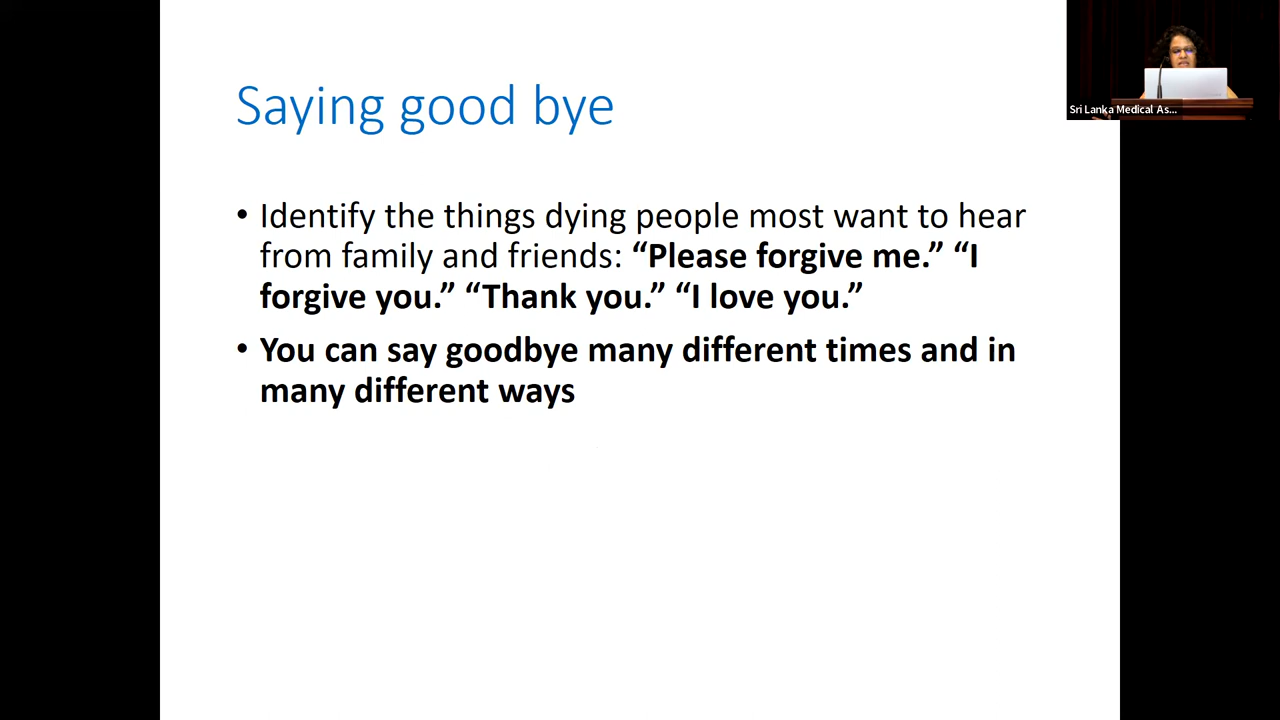 Saying good bye
Sri Lanka Medical As...
• Identify the things dying people most want to hear
from family and friends: “Please forgive me.” “I
forgive you.” “Thank you.” “I love you.”
• You can say goodbye many different times and in
many different ways